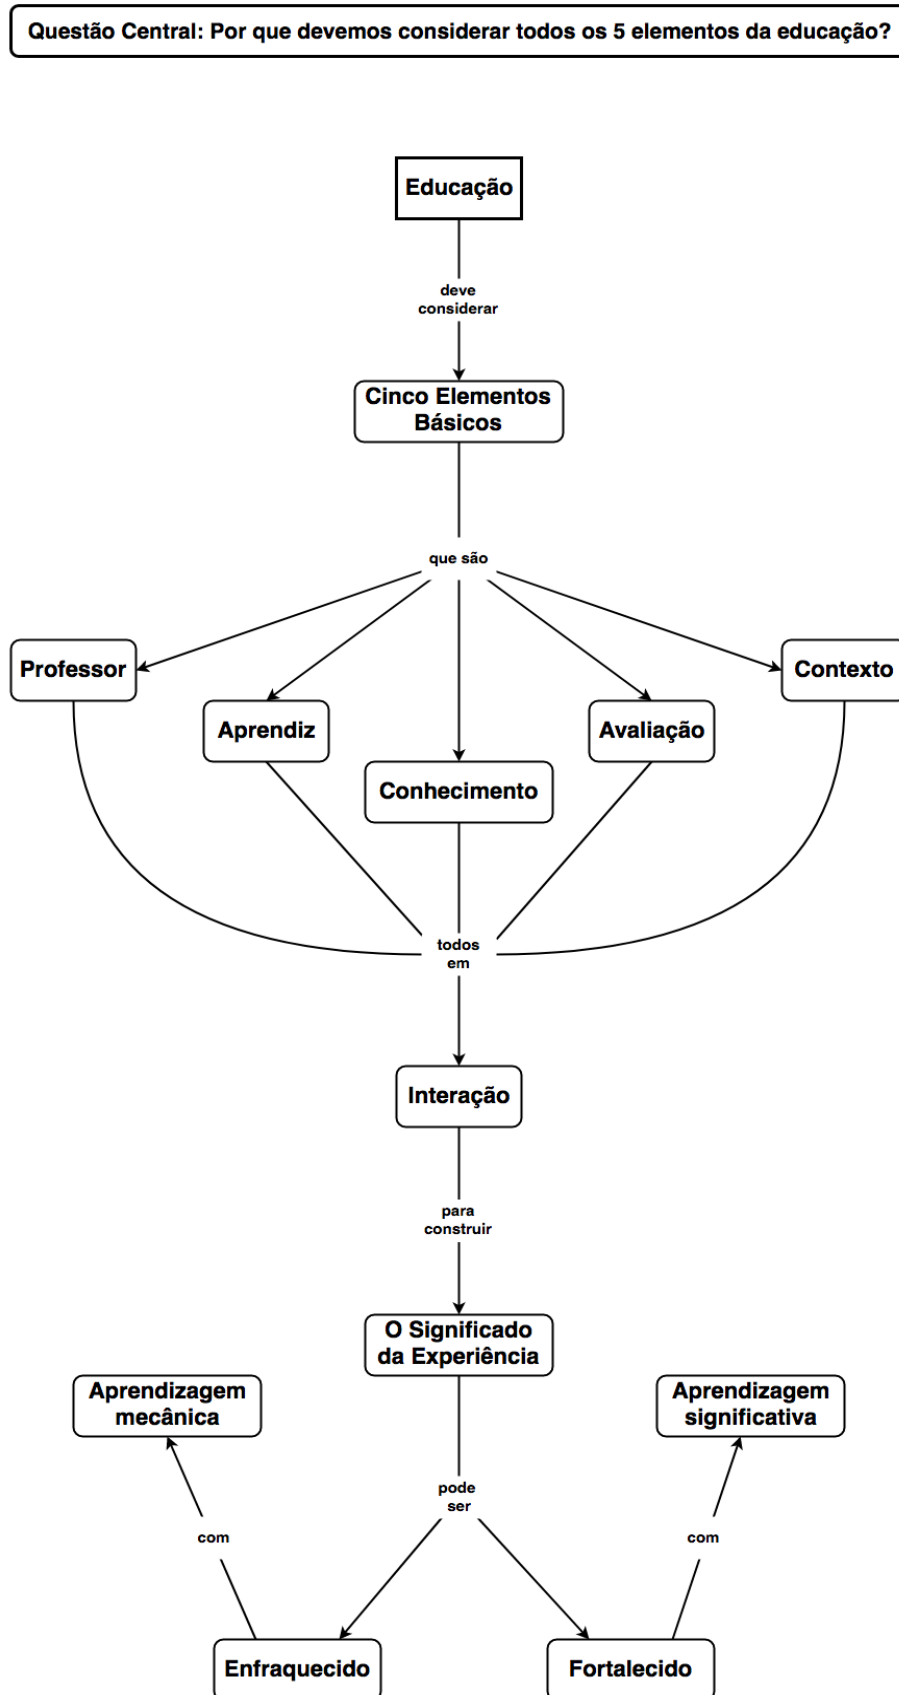 Questão Central: Por que devemos considerar todos os 5 elementos da educação?
Educação
deve
considerar
Cinco Elementos
Básicos
que são
Professor
Contexto
Aprendiz
Avaliação
Conhecimento
todos
em
Interação
para
construir
O Significado
da Experiência
Aprendizagem
mecânica
Aprendizagem
significativa
pode
ser
com
com
Enfraquecido
Fortalecido